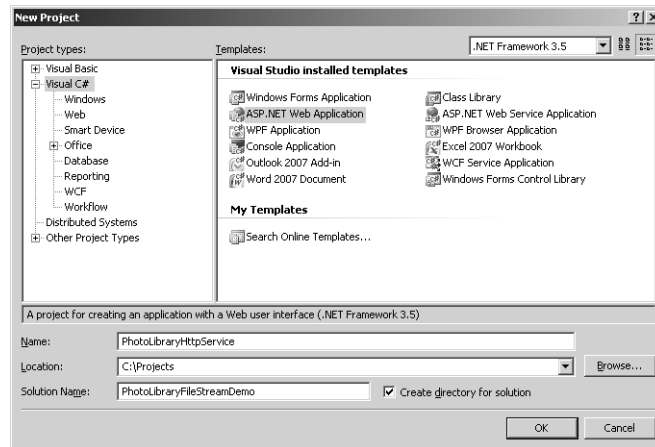 New Project
Project types:
Templates:
.NET Framework 3.5
Visual Basic
Visual C#
Windows
Web
Smart Device
Office
Database
Reporting
WCF
Workflow
Distributed Systems
Other Project Types
Visual Studio installed templates
Windows Forms Application
Class Library
ASP.NET Web Application
ASP.NET Web Service Application
WPF Application
WPF Browser Application
Console Application
Excel 2007 Workbook
Outlook 2007 Add-in
WCF Service Application
Word 2007 Document
Windows Forms Control Library
My Templates
Search Online Templates...
A project for creating an application with a Web user interface (.NET Framework 3.5)
Name:
PhotoLibraryHttpService
Location:
C:\Projects
Browse...
Solution Name:
PhotoLibraryFileStreamDemo
Create directory for solution
OK
Cancel